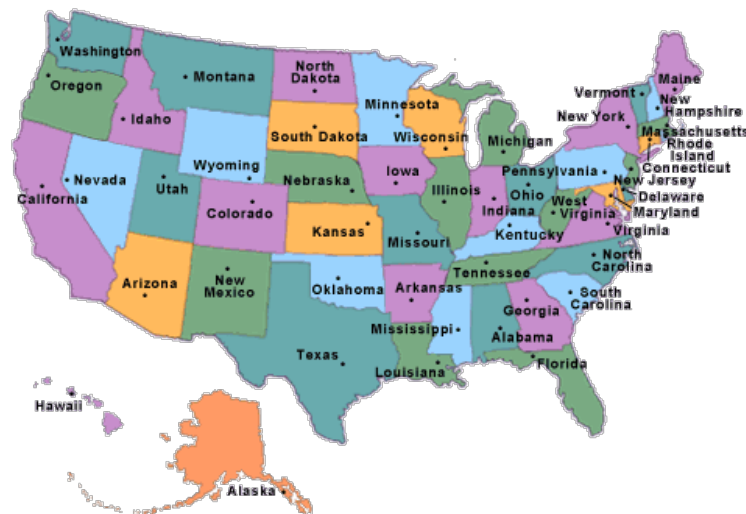 Washington
Oregon
Idaho
Montana
North
Dakota
Minnesota
South Dakota
Wisconsin
Michigan
Wyoming
Nevada
California
Utah
Colorado
Nebraska
Iowa
Illinois
Indiana
Ohio
Pennsylvania
New York
Vermont
Maine
New
Hampshire
Massachusetts
Rhode
Island
Connecticut
New Jersey
Delaware
Maryland
West
Virginia
Virginia
Kentucky
Kansas
Missouri
Arizona
New
Mexico
Oklahoma
Arkansas
Tennessee
North
Carolina
South
Carolina
Georgia
Alabama
Mississippi
Texas
Louisiana
Florida
Hawaii
Alaska